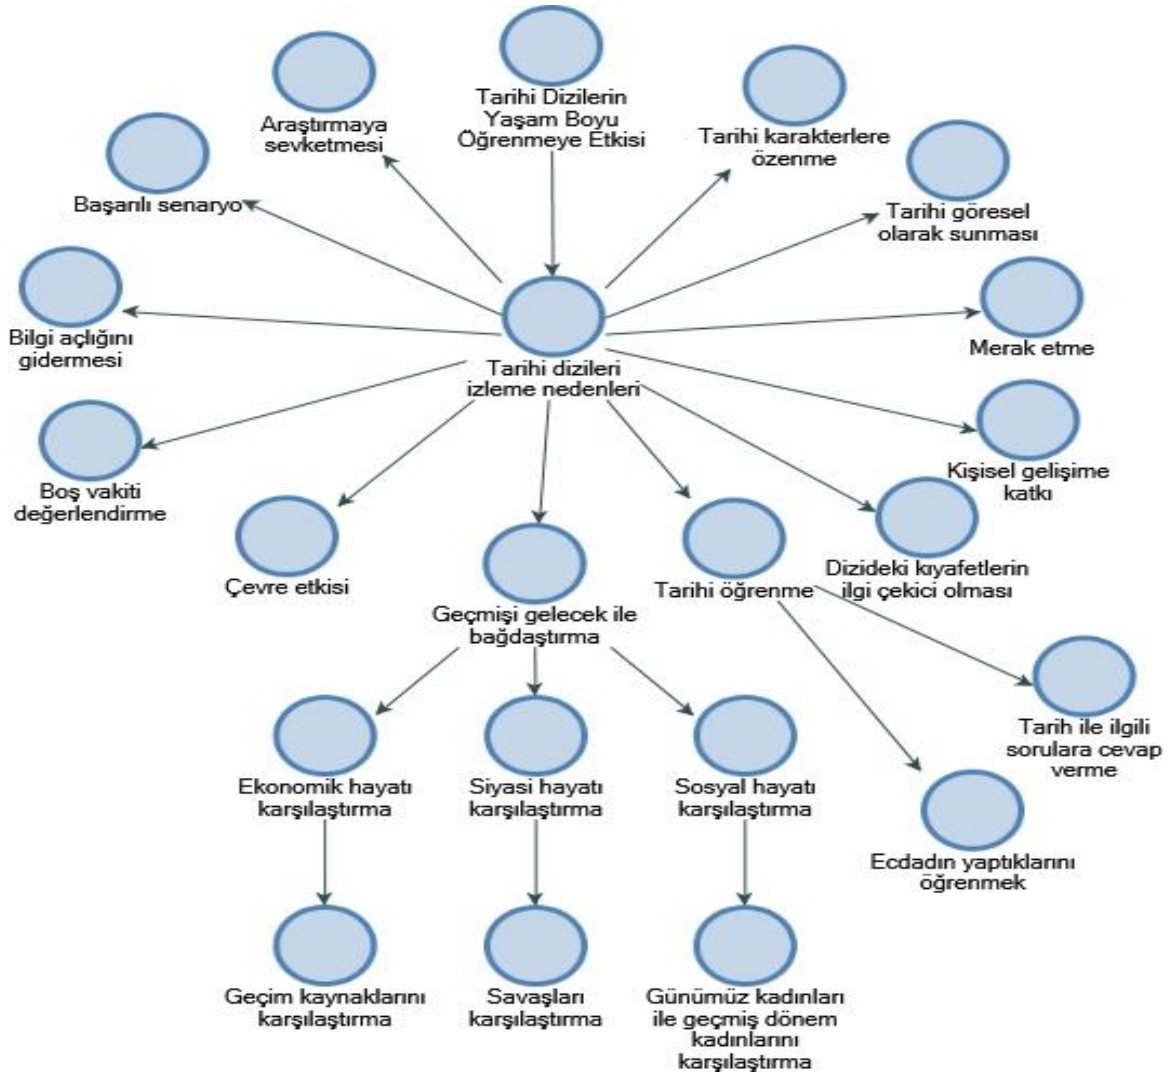 Tarihi Dizilerin
Yaşam Boyu
Öğrenmeye Etkisi
Araştırmaya
sevketmesi
Tarihi karakterlere
özenme
Başarılı senaryo
Tarihi göresel
olarak sunması
Bilgi açlığını
gidermesi
Merak etme
Tarihi dizileri
izleme nedenleri
Kişisel gelişime
katkı
Boş vakiti
değerlendirme
Çevre etkisi
Geçmişi gelecek ile
bağdaştırma
Tarihi öğrenme
Dizideki kıyafetlerin
ilgi çekici olması
Tarih ile ilgili
sorulara cevap
verme
Ekonomik hayatı
karşılaştırma
Siyasi hayatı
karşılaştırma
Sosyal hayatı
karşılaştırma
Ecdadın yaptıklarını
öğrenmek
Geçim kaynaklarını
karşılaştırma
Savaşları
karşılaştırma
Günümüz kadınları
ile geçmiş dönem
kadınlarını
karşılaştırma